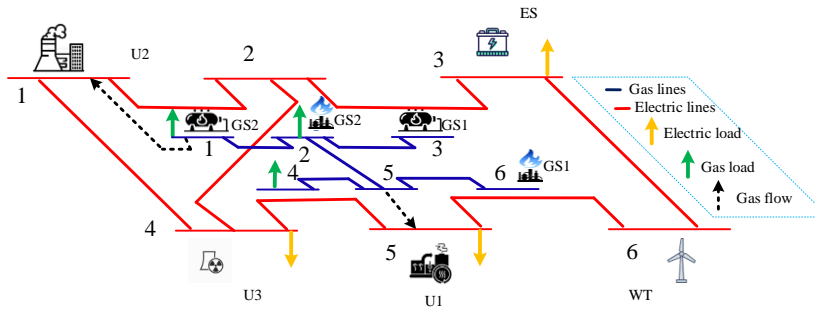 ES
U2
2
3
1
Gas lines
Electric lines
Electric load
Gas load
Gas flow
GS2
GS2
GS1
1
2
3
4
5
6
GS1
4
5
6
U3
U1
WT